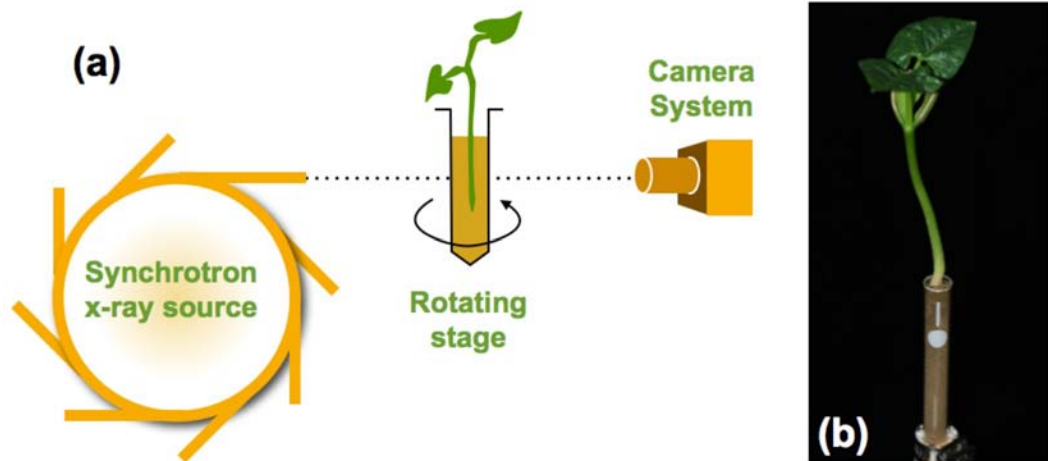 (a)
Camera
System
Synchrotron
x-ray source
Rotating
stage
(b)